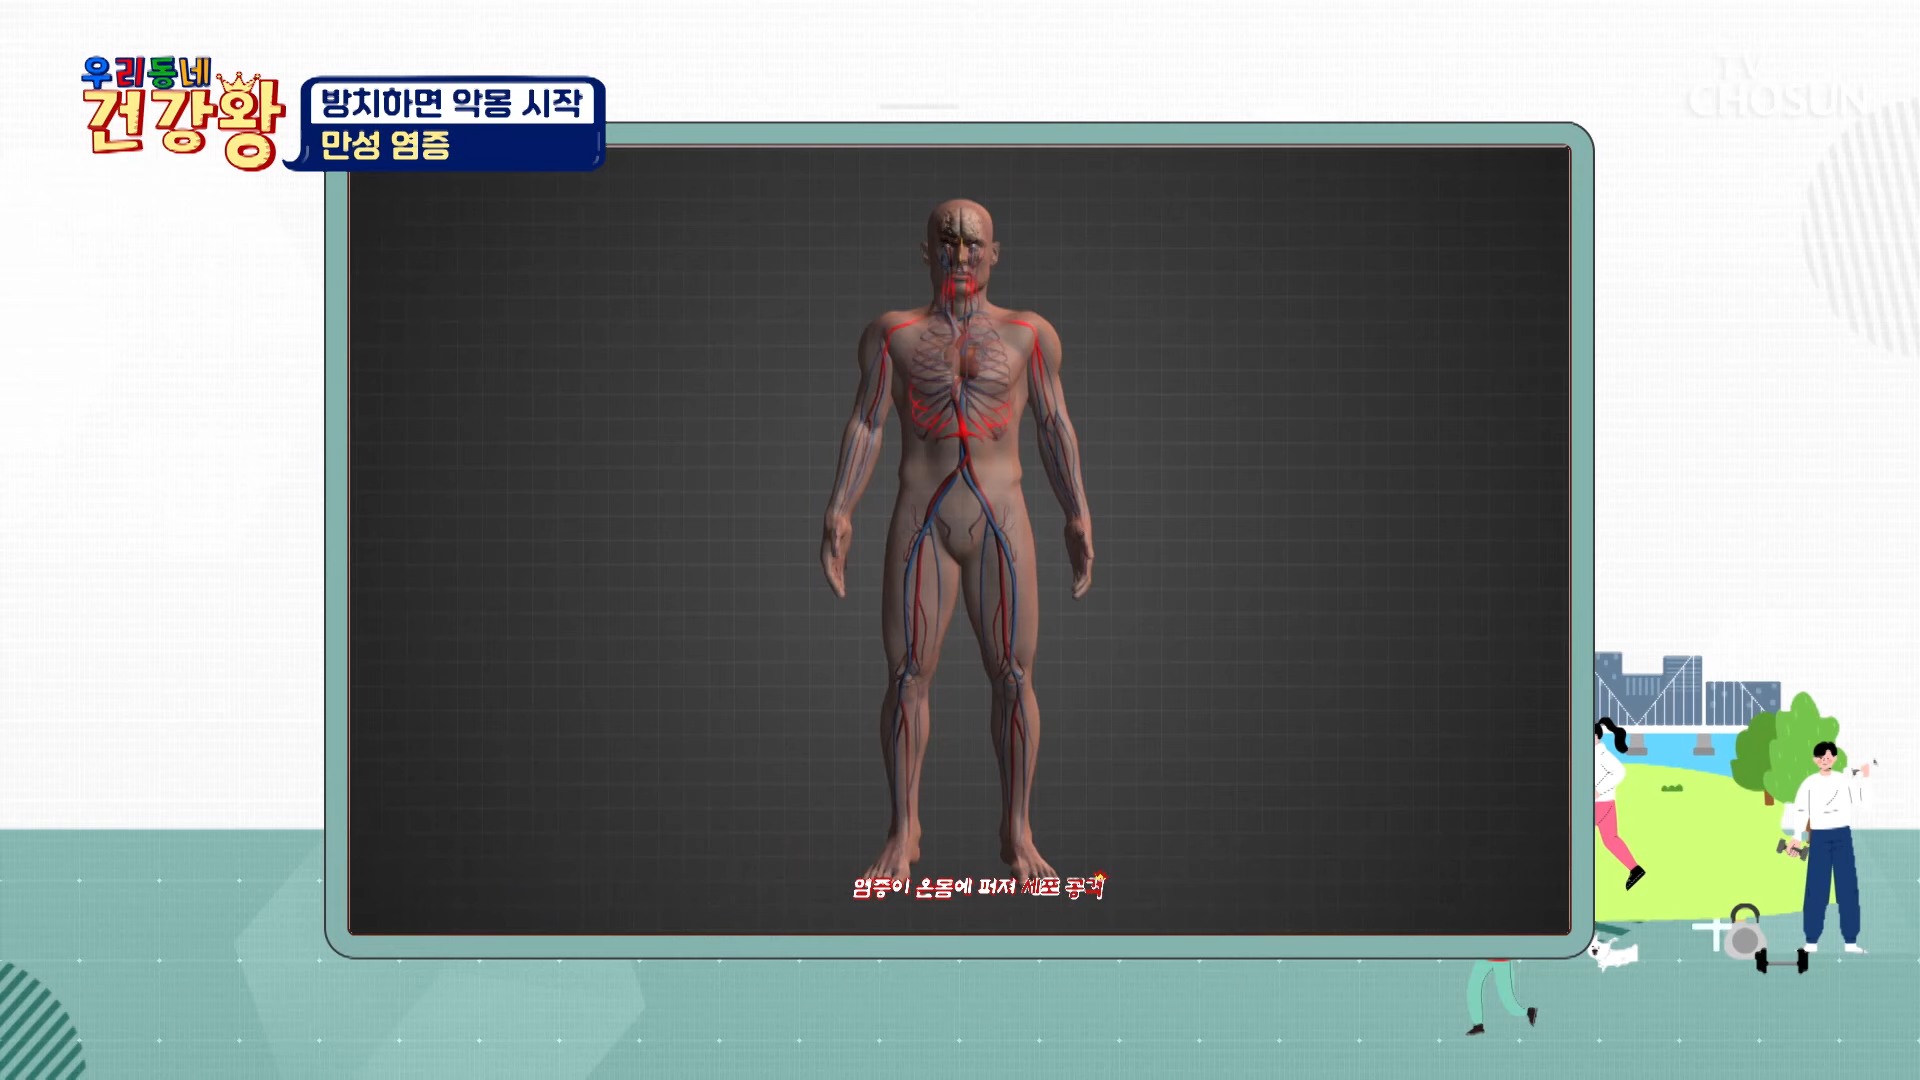 우리동네
건강왕
방치하면 악몽 시작
만성 염증
TV
CHOSUN
염증이 온몸에 퍼져 세포 공격